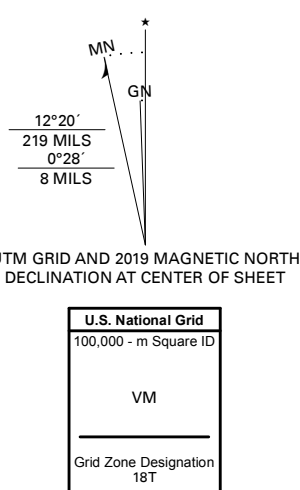 ★
MN
GN
12°20´
219 MILS
0°28´
8 MILS
UTM GRID AND 2019 MAGNETIC NORTH
DECLINATION AT CENTER OF SHEET
U.S. National Grid
100,000 - m Square ID
VM
Grid Zone Designation
18T